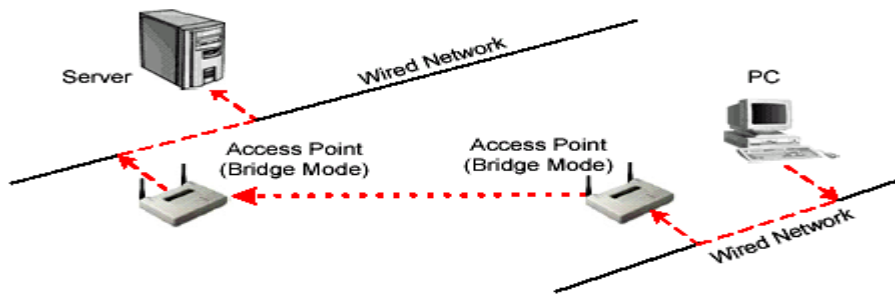 Wired Network
Server
PC
Access Point
(Bridge Mode)
Access Point
(Bridge Mode)
Wired Network